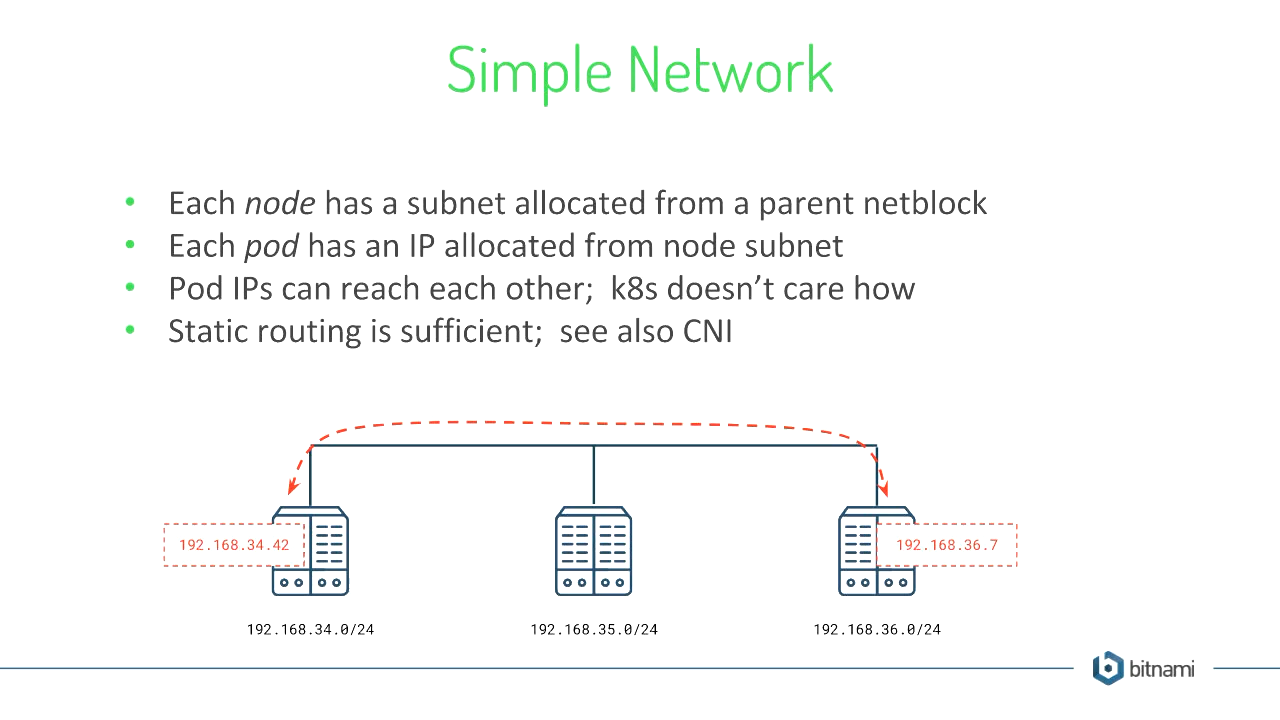 Simple Network
• Each node has a subnet allocated from a parent netblock
• Each pod has an IP allocated from node subnet
• Pod IPs can reach each other;  k8s doesn’t care how
• Static routing is sufficient;  see also CNI
192.168.34.42
192.168.36.7
192.168.34.0/24
192.168.35.0/24
192.168.36.0/24
bitnami